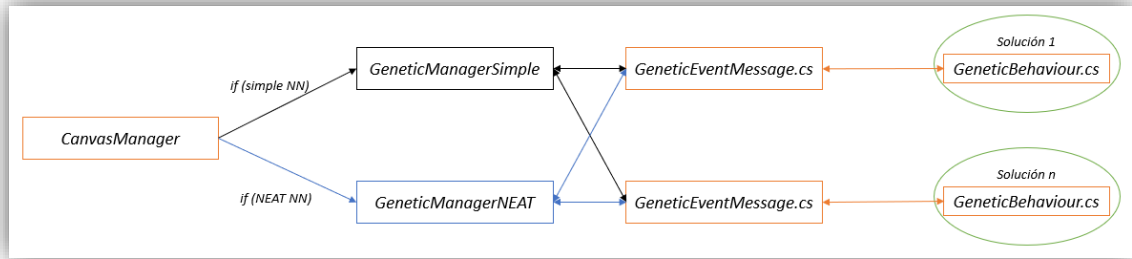 Solución 1
GeneticManagerSimple
GeneticEventMessage.cs
GeneticBehaviour.cs
if (simple NN)
CanvasManager
if (NEAT NN)
Solución n
GeneticManagerNEAT
GeneticEventMessage.cs
GeneticBehaviour.cs